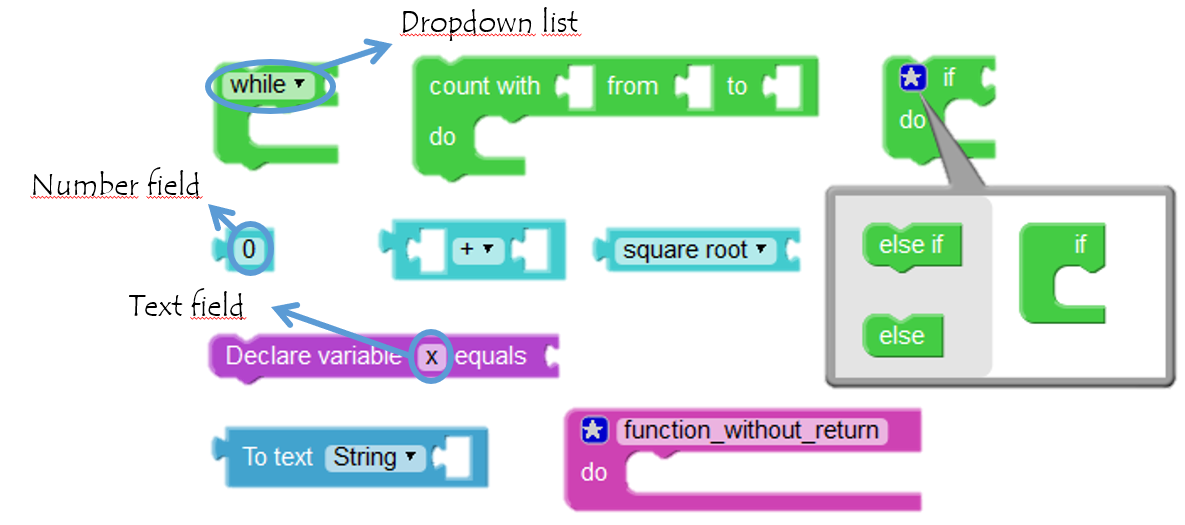 Dropdown list
while ▼
count with from to
do
if
do
Number field
0
+ ▼
square root ▼
else if
if
else
Text field
Declare variable x equals
To text String ▼
function_without_return
do